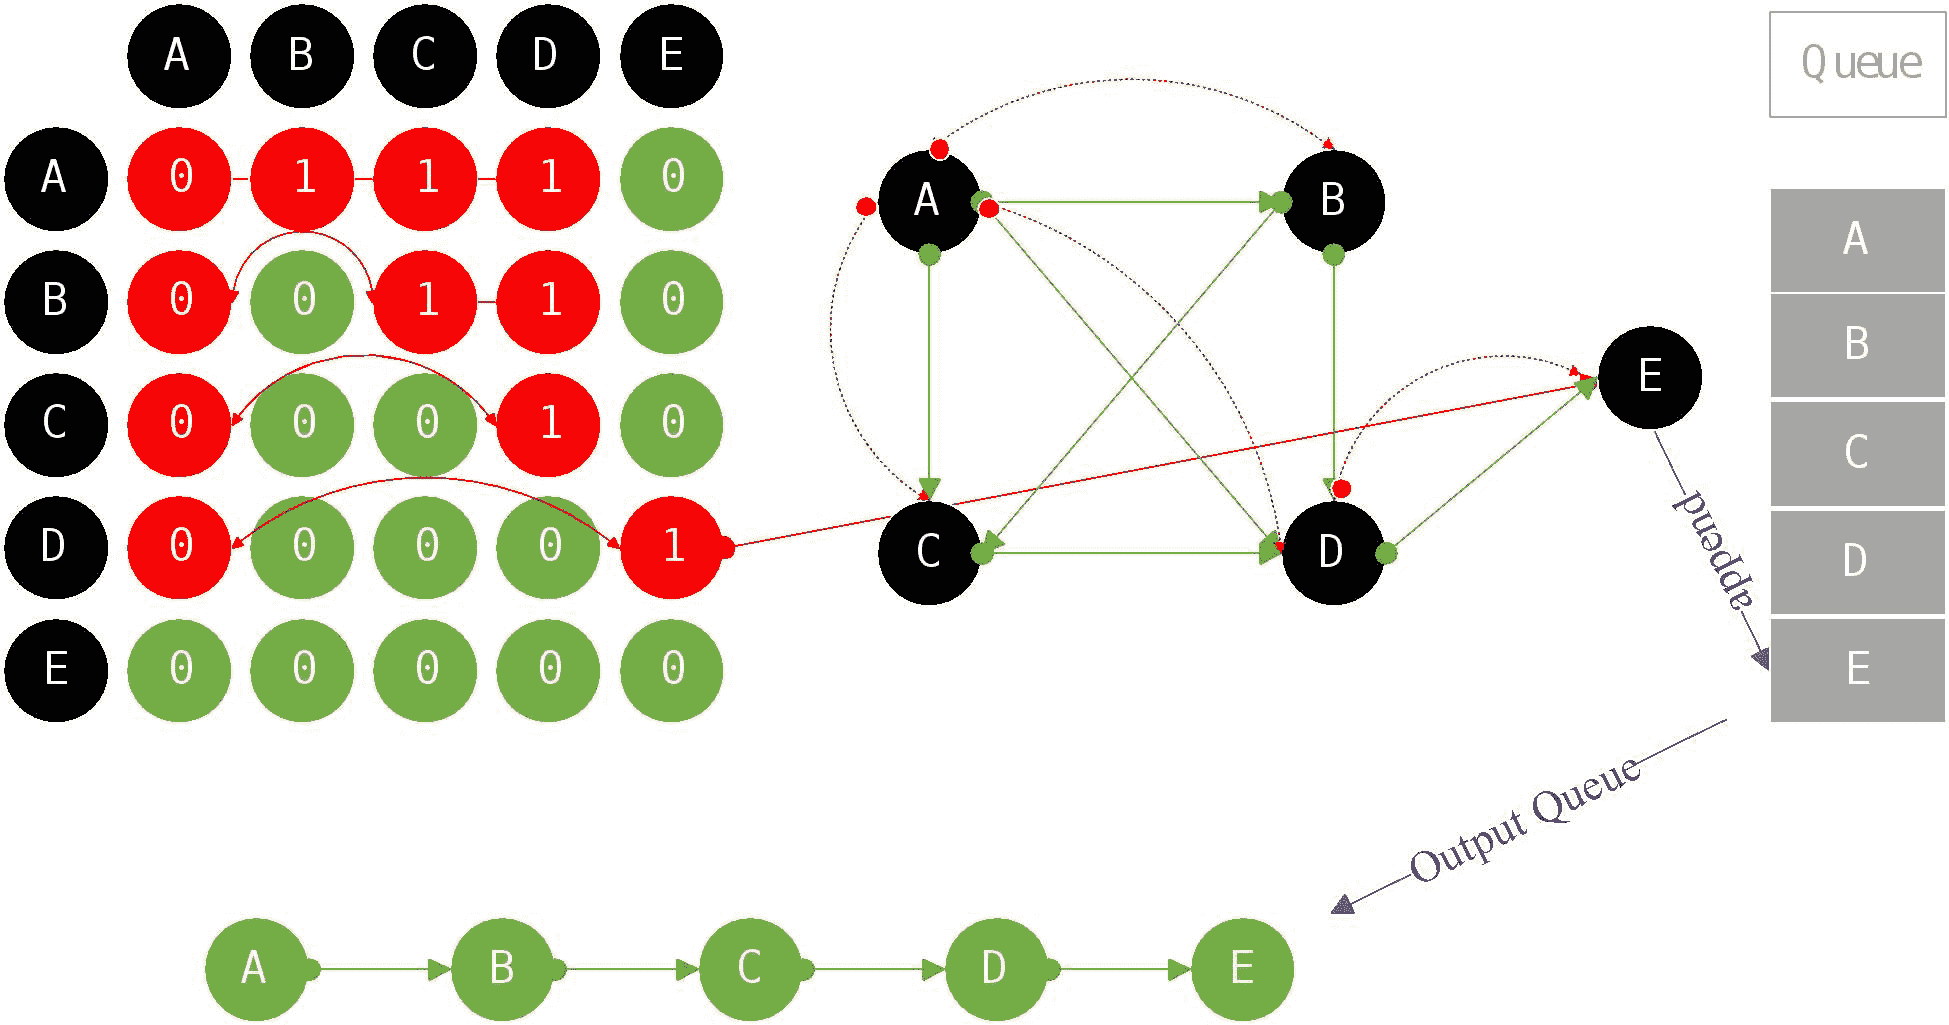 A B C D E
A 0 1 1 1 0
B 0 0 1 1 0
C 0 0 0 1 0
D 0 0 0 0 1
E 0 0 0 0 0
A B
E
C D
append
Queue
A
B
C
D
E
Output Queue
A B C D E